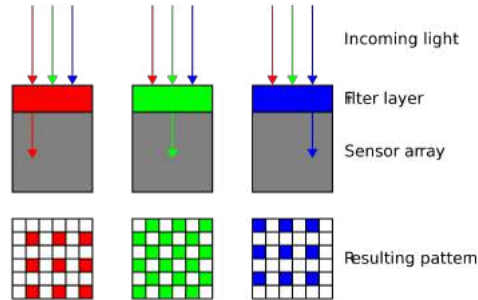 Incoming light
Filter layer
Sensor array
Resulting pattern